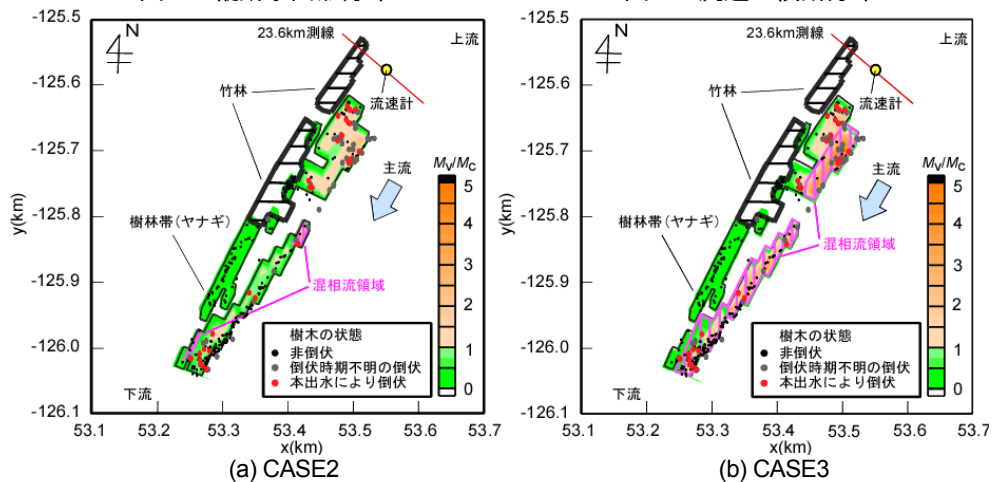 -125.5
-125.6
-125.7
-125.8
-125.9
-126.0
-126.1
y(km)
N
23.6km測線
上流
竹林
流速計
主流
樹林帯(ヤナギ)
混相流領域
MV/MC
5
4
3
2
1
0
樹木の状態
非倒伏
倒伏時期不明の倒伏
本出水により倒伏
下流
53.1 53.2 53.3 53.4 53.5 53.6 53.7
x(km)
(a) CASE2
-125.5
-125.6
-125.7
-125.8
-125.9
-126.0
-126.1
y(km)
N
23.6km測線
上流
竹林
流速計
主流
樹林帯(ヤナギ)
混相流領域
MV/MC
5
4
3
2
1
0
樹木の状態
非倒伏
倒伏時期不明の倒伏
本出水により倒伏
下流
53.1 53.2 53.3 53.4 53.5 53.6 53.7
x(km)
(b) CASE3